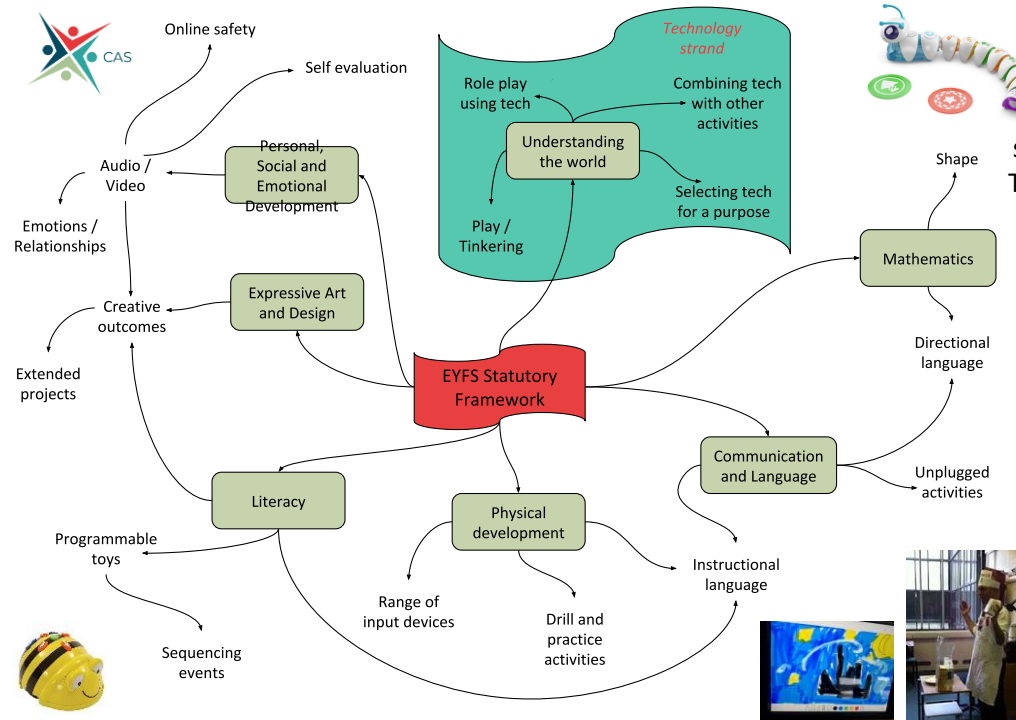 CAS
Online safety
Self evaluation
Technology
strand
Role play
using tech
Combining tech
with other
activities
Understanding
the world
Selecting tech
for a purpose
Play /
Tinkering
Personal,
Social and
Emotional
Development
Audio /
Video
Emotions /
Relationships
Shape
Mathematics
Expressive Art
and Design
Creative
outcomes
Extended
projects
Directional
language
EYFS Statutory
Framework
Communication
and Language
Unplugged
activities
Literacy
Physical
development
Programmable
toys
Instructional
language
Range of
input devices
Drill and
practice
activities
Sequencing
events